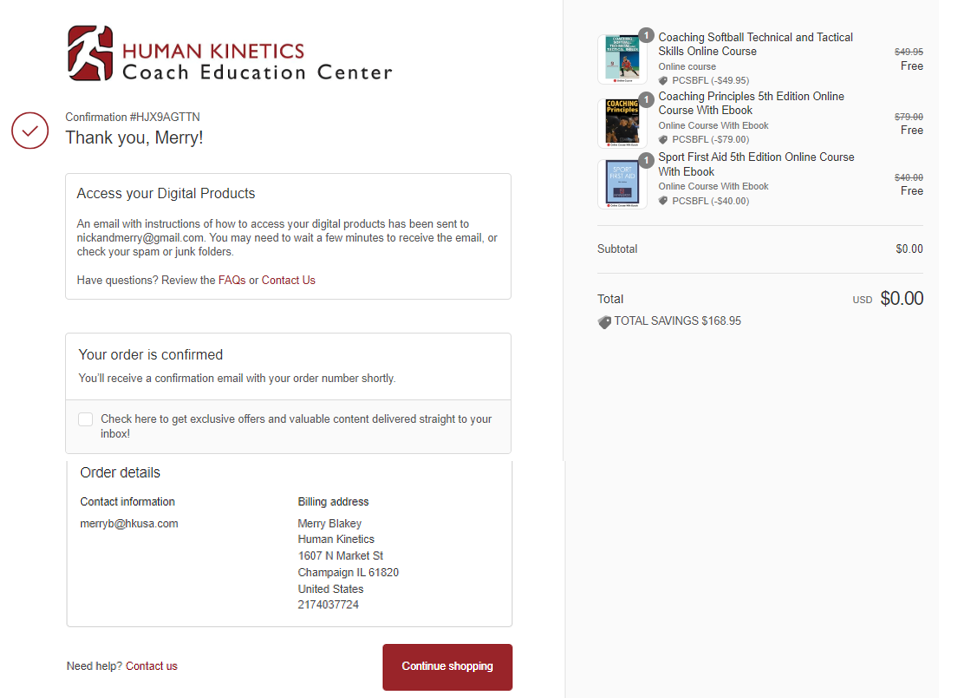 HUMAN KINETICS
Coach Education Center
Confirmation #HJX9AGTTN
Thank you, Merry!
Access your Digital Products
An email with instructions of how to access your digital products has been sent to
nickandmerry@gmail.com. You may need to wait a few minutes to receive the email, or
check your spam or junk folders.
Have questions? Review the FAQs or Contact Us
Your order is confirmed
You'll receive a confirmation email with your order number shortly.
Check here to get exclusive offers and valuable content delivered straight to your
inbox!
Order details
Contact information
merryb@hkusa.com
Billing address
Merry Blakey
Human Kinetics
1607 N Market St
Champaign IL 61820
United States
2174037724
Need help? Contact us
Continue shopping
1
Coaching Softball Technical and Tactical
Skills Online Course
Online course
PCSBFL (-$49.95)
$49.95
Free
COACHING
Principles
1
Coaching Principles 5th Edition Online
Course With Ebook
Online Course With Ebook
PCSBFL (-$79.00)
$79.00
Free
SPORT
FIRST AID
1
Sport First Aid 5th Edition Online Course
With Ebook
Online Course With Ebook
PCSBFL (-$40.00)
$40.00
Free
Subtotal
$0.00
Total
USD $0.00
TOTAL SAVINGS $168.95